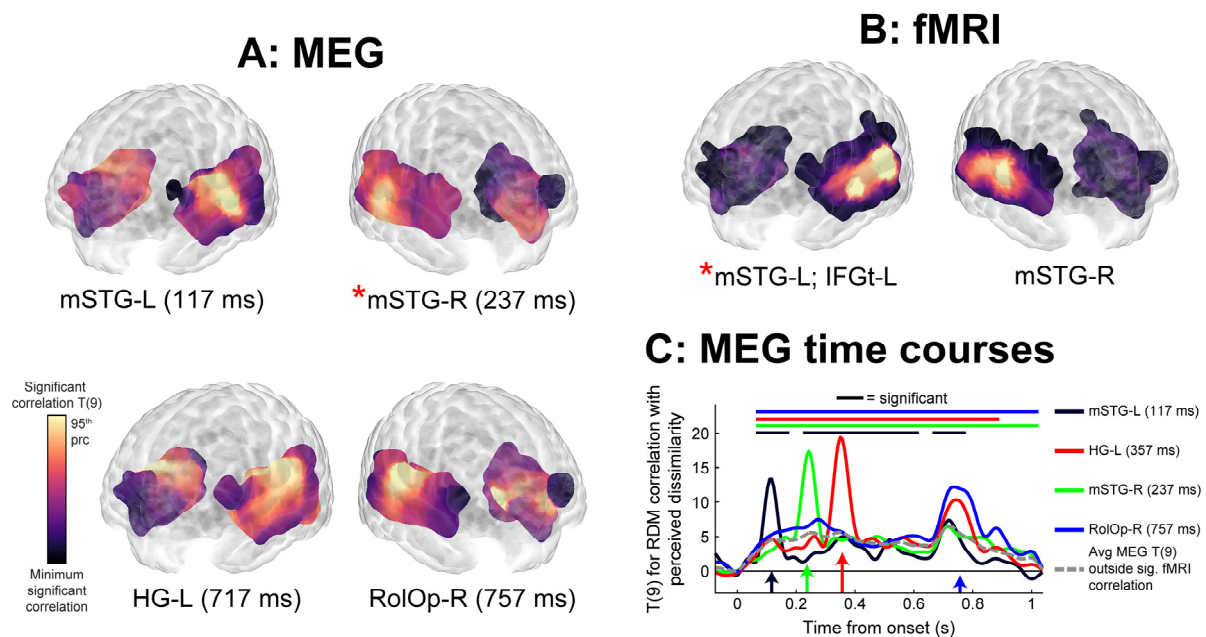 A: MEG
mSTG-L (117 ms)
*mSTG-R (237 ms)
Significant
correlation T(9)
95th
prc
Minimum
significant
correlation
HG-L (717 ms)
RolOp-R (757 ms)
B: fMRI
*mSTG-L; IFGt-L
mSTG-R
C: MEG time courses
T(9) for RDM correlation with
perceived dissimilarity
= significant
20
15
10
5
0
0
0.2
0.4
0.6
0.8
1
Time from onset (s)
mSTG-L (117 ms)
HG-L (357 ms)
mSTG-R (237 ms)
RolOp-R (757 ms)
Avg MEG T(9)
outside sig. fMRI
correlation